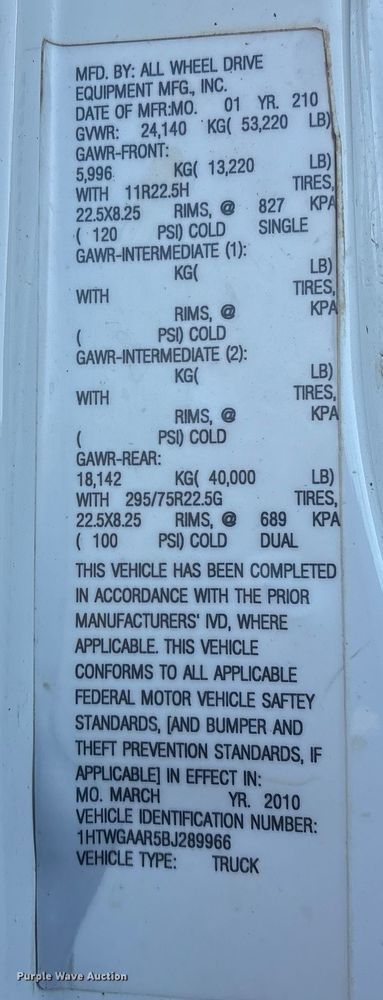 MFD. BY: ALL WHEEL DRIVE
EQUIPMENT MFG., INC.
DATE OF MFR:MO. 01 YR. 210
GVWR: 24,140 KG( 53,220 LB)
GAWR-FRONT:
5,996 KG( 13,220 LB)
WITH 11R22.5H TIRES,
22.5X8.25 RIMS, @ 827 KPA
( 120 PSI) COLD SINGLE
GAWR-INTERMEDIATE (1):
KG( LB)
WITH TIRES,
RIMS, @ KPA
( PSI) COLD
GAWR-INTERMEDIATE (2):
KG( LB)
WITH TIRES,
RIMS, @ KPA
( PSI) COLD
GAWR-REAR:
18,142 KG( 40,000 LB)
WITH 295/75R22.5G TIRES,
22.5X8.25 RIMS, @ 689 KPA
( 100 PSI) COLD DUAL
THIS VEHICLE HAS BEEN COMPLETED
IN ACCORDANCE WITH THE PRIOR
MANUFACTURERS' IVD, WHERE
APPLICABLE. THIS VEHICLE
CONFORMS TO ALL APPLICABLE
FEDERAL MOTOR VEHICLE SAFTEY
STANDARDS, [AND BUMPER AND
THEFT PREVENTION STANDARDS, IF
APPLICABLE] IN EFFECT IN:
MO. MARCH YR. 2010
VEHICLE IDENTIFICATION NUMBER:
1HTWGAAR5BJ289966
VEHICLE TYPE: TRUCK
Purple Wave Auction